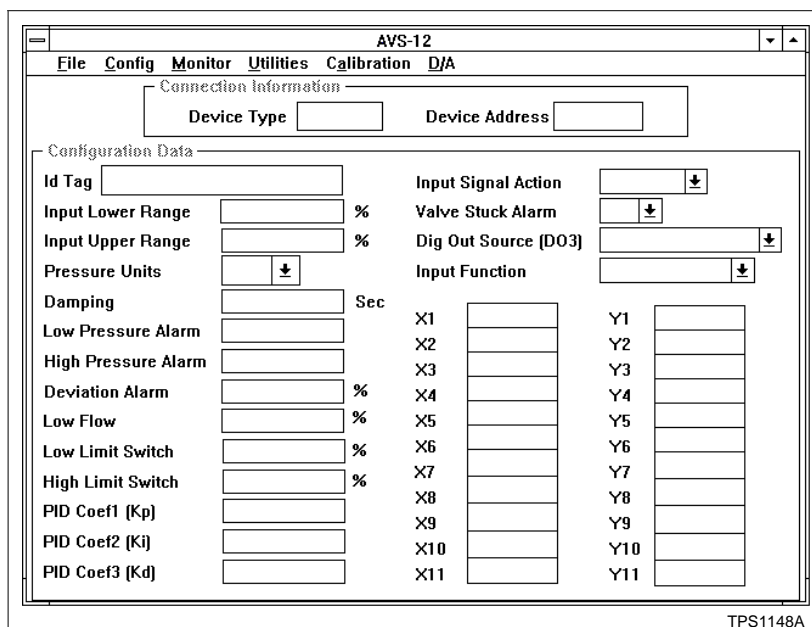 AVS-12
File Config Monitor Utilities Calibration D/A
Connection Information
Device Type Device Address
Configuration Data
Id Tag
Input Lower Range %
Input Upper Range %
Pressure Units
Damping Sec
Low Pressure Alarm
High Pressure Alarm
Deviation Alarm %
Low Flow %
Low Limit Switch %
High Limit Switch %
PID Coef1 (Kp)
PID Coef2 (Ki)
PID Coef3 (Kd)
Input Signal Action
Valve Stuck Alarm
Dig Out Source (DO3)
Input Function
X1 Y1
X2 Y2
X3 Y3
X4 Y4
X5 Y5
X6 Y6
X7 Y7
X8 Y8
X9 Y9
X10 Y10
X11 Y11
TPS1148A